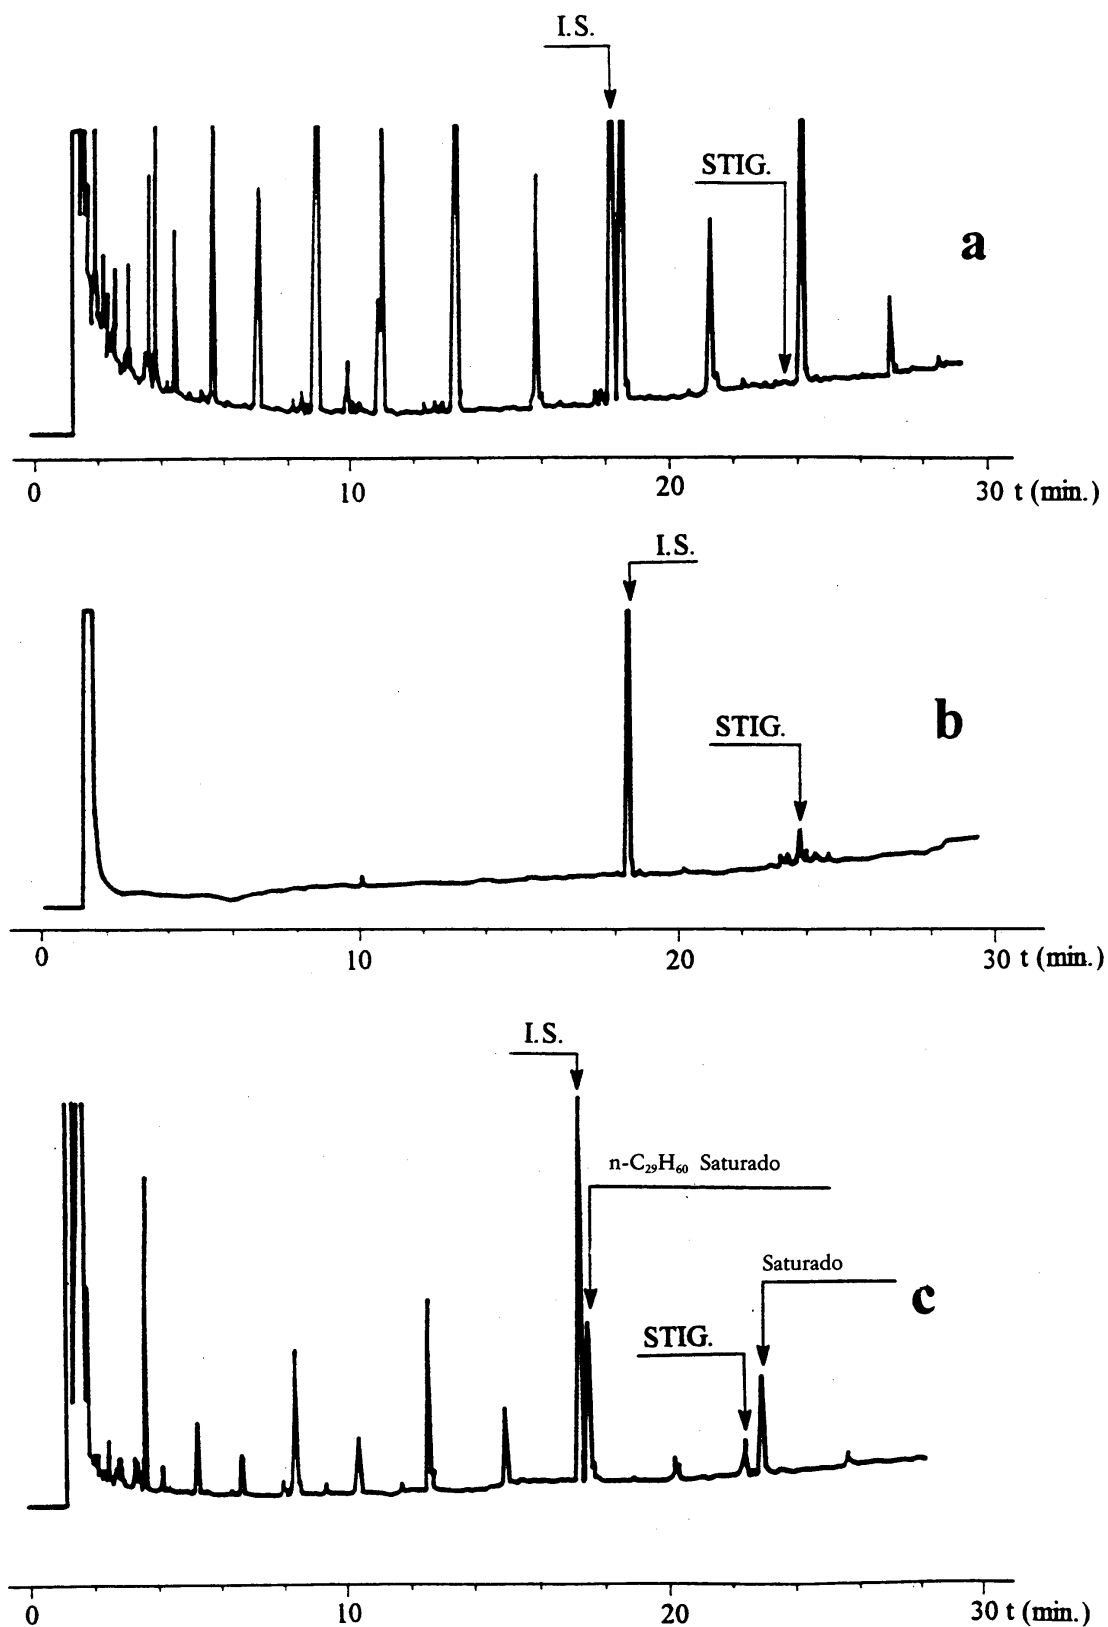 I.S.
STIG.
a
0 10 20 30 t (min.)
I.S.
STIG.
b
0 10 20 30 t (min.)
I.S.
n-C₂₉H₆₀ Saturado
Saturado
STIG.
c
0 10 20 30 t (min.)